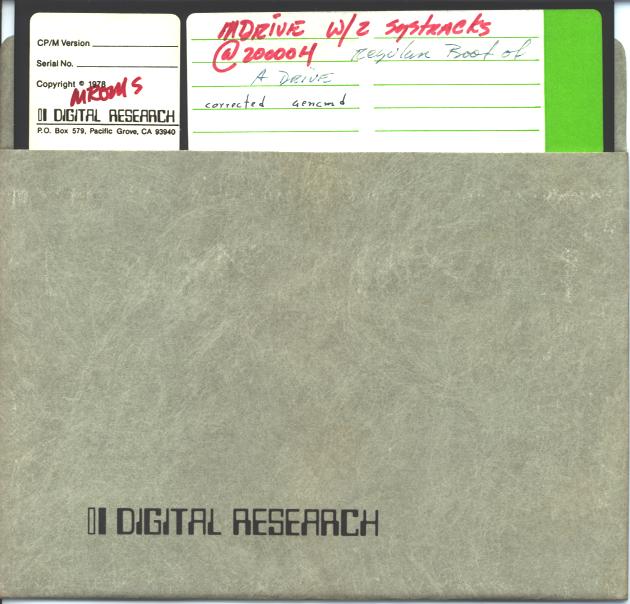 CP/M Version
Serial No.
Copyright © 1978
MROMS
DIGITAL RESEARCH
P.O. Box 579, Pacific Grove, CA 93940
MDRIVE W/2 SYSTRACKS
@ 20000H Regular Boot of
A DRIVE
corrected gencmd
DIGITAL RESEARCH